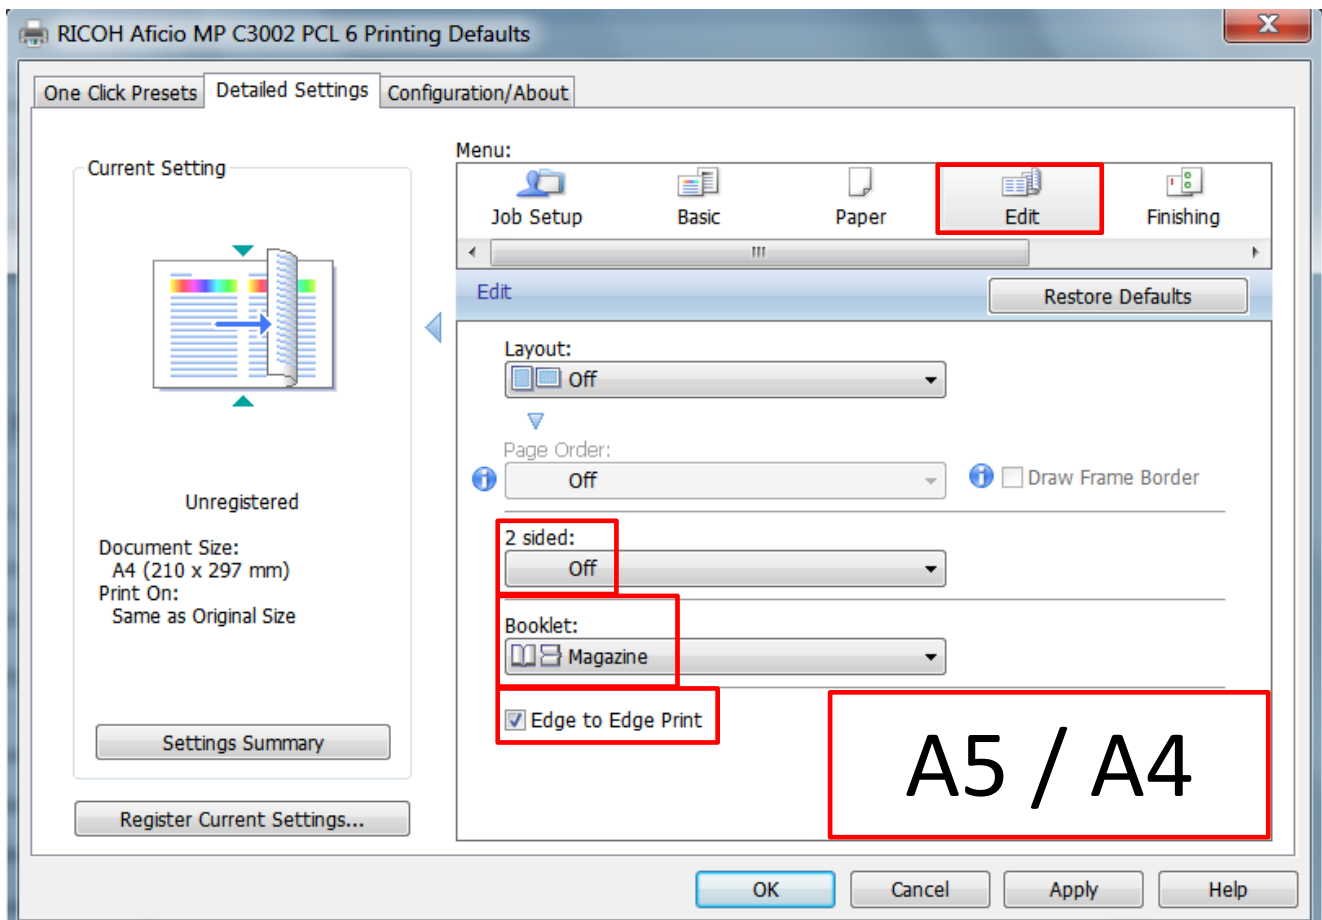 RICOH Aficio MP C3002 PCL 6 Printing Defaults
X
One Click Presets Detailed Settings Configuration/About
Current Setting
Menu:
Job Setup Basic Paper Edit Finishing
Edit
Restore Defaults
Layout:
Off
Page Order:
Off
Draw Frame Border
Unregistered
2 sided:
Document Size:
A4 (210 x 297 mm)
Off
Print On:
Same as Original Size
Booklet:
Magazine
Edge to Edge Print
A5 / A4
Settings Summary
Register Current Settings...
OK Cancel Apply Help